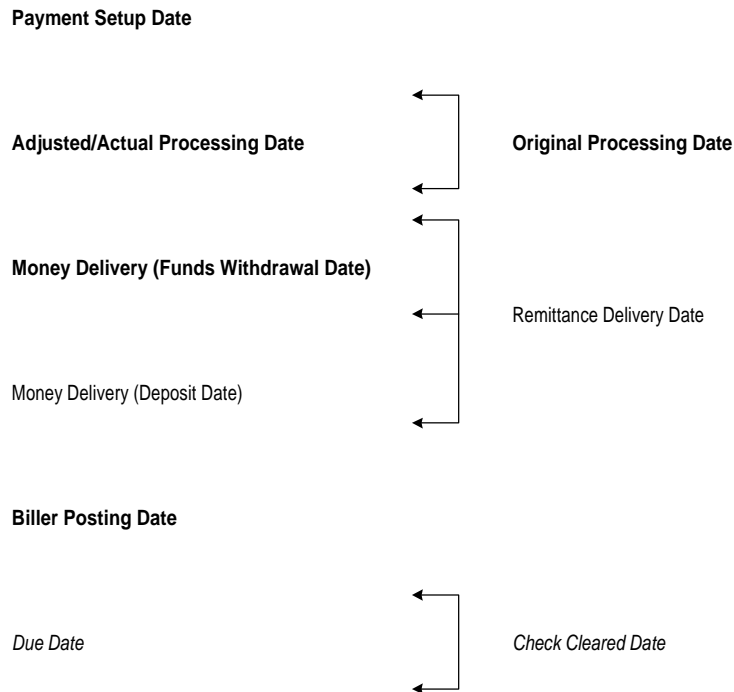 Payment Setup Date
Adjusted/Actual Processing Date
Original Processing Date
Money Delivery (Funds Withdrawal Date)
Remittance Delivery Date
Money Delivery (Deposit Date)
Biller Posting Date
Due Date
Check Cleared Date